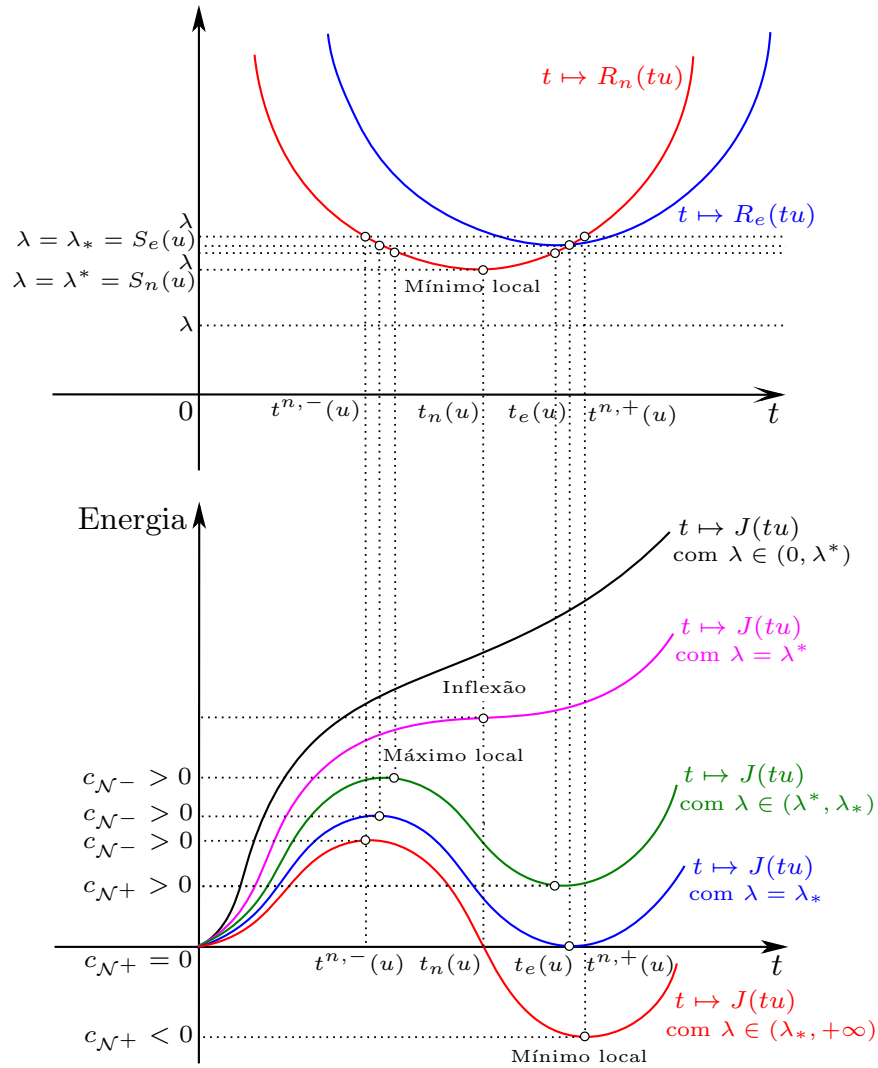 t ↦ R_n(tu)
t ↦ R_e(tu)
λ
λ = λ_* = S_e(u)
λ
λ = λ^* = S_n(u)
Mínimo local
λ
0
t^{n,−}(u)
t_n(u)
t_e(u)
t^{n,+}(u)
t
Energia
t ↦ J(tu)
com λ ∈ (0, λ^*)
t ↦ J(tu)
com λ = λ^*
Inflexão
Máximo local
c_{𝒩^−} > 0
t ↦ J(tu)
com λ ∈ (λ^*, λ_*)
c_{𝒩^−} > 0
c_{𝒩^−} > 0
c_{𝒩^+} > 0
t ↦ J(tu)
com λ = λ_*
c_{𝒩^+} = 0
t^{n,−}(u)
t_n(u)
t_e(u)
t^{n,+}(u)
t
t ↦ J(tu)
com λ ∈ (λ_*, +∞)
c_{𝒩^+} < 0
Mínimo local